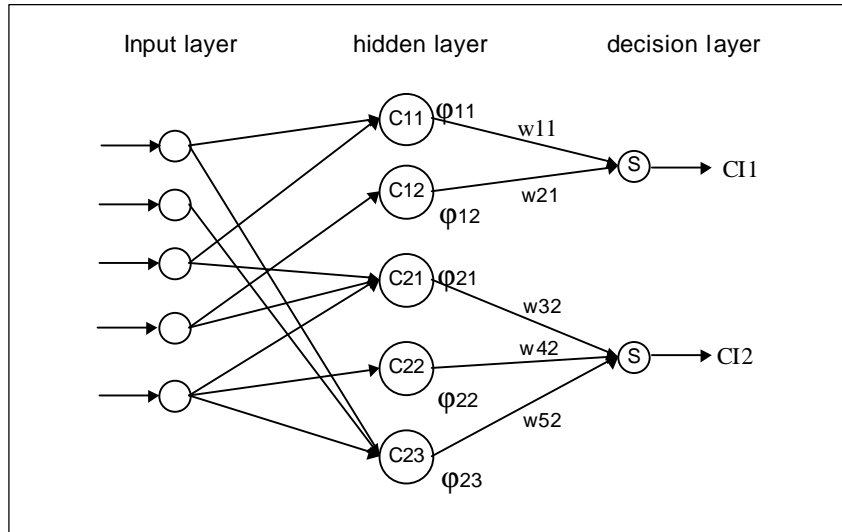 Input layer hidden layer decision layer
C11 φ11
w11
S CI1
C12
w21
φ12
C21 φ21
w32
w42
S CI2
C22
φ22
w52
C23
φ23